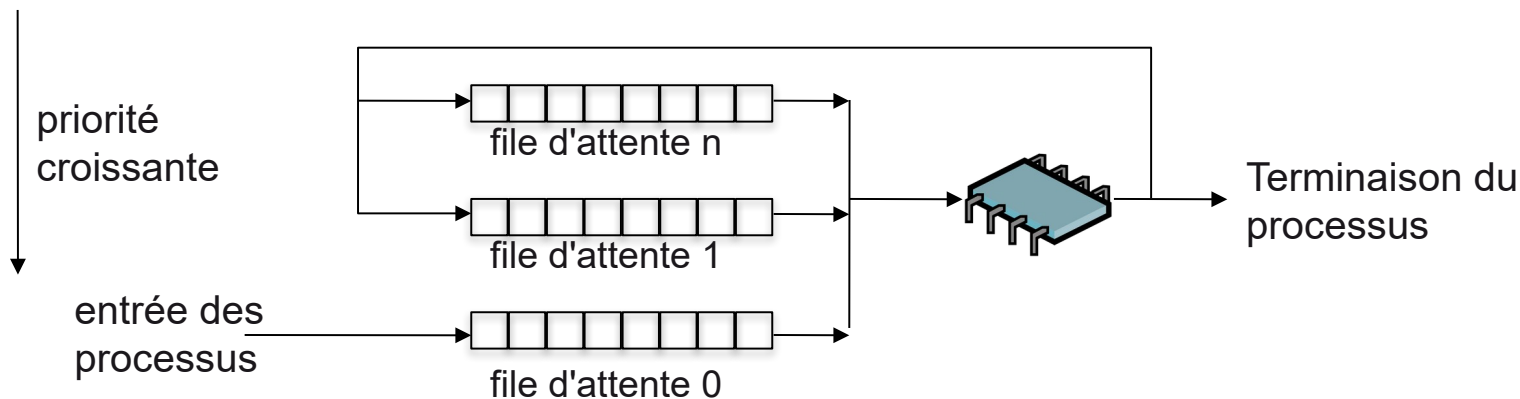 priorité
croissante
file d'attente n
file d'attente 1
Terminaison du
processus
entrée des
processus
file d'attente 0